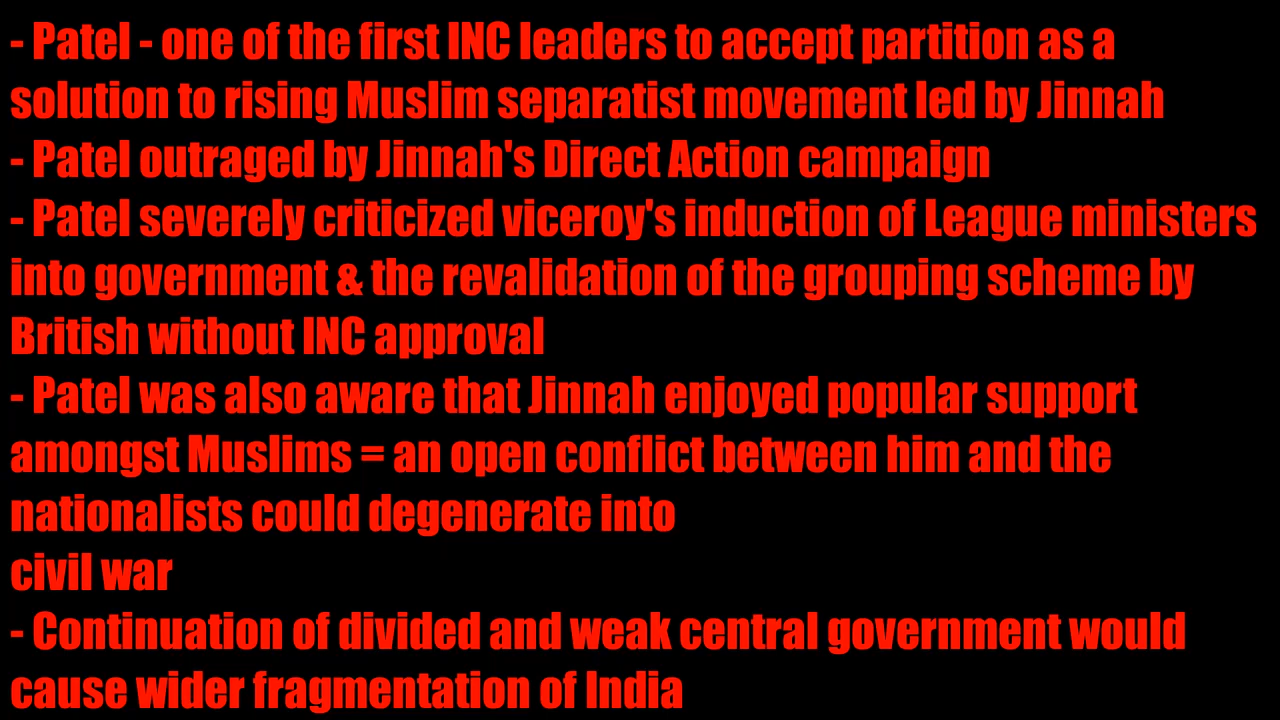 - Patel - one of the first INC leaders to accept partition as a
solution to rising Muslim separatist movement led by Jinnah
- Patel outraged by Jinnah's Direct Action campaign
- Patel severely criticized viceroy's induction of League ministers
into government & the revalidation of the grouping scheme by
British without INC approval
- Patel was also aware that Jinnah enjoyed popular support
amongst Muslims = an open conflict between him and the
nationalists could degenerate into
civil war
- Continuation of divided and weak central government would
cause wider fragmentation of India